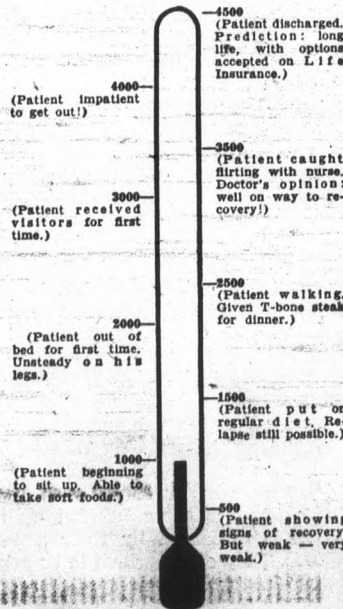 4500
(Patient discharged.
Prediction: long
life, with options
accepted on Life
Insurance.)
4000
(Patient impatient
to get out!)
3500
(Patient caught
flirting with nurse.
Doctor's opinion:
well on way to re-
covery!)
3000
(Patient received
visitors for first
time.)
2500
(Patient walking.
Given T-bone steak
for dinner.)
2000
(Patient out of
bed for first time.
Unsteady on his
legs.)
1500
(Patient put on
regular diet. Re-
lapse still possible.)
1000
(Patient beginning
to sit up. Able to
take soft foods.)
500
(Patient showing
signs of recovery
But weak — very
weak.)